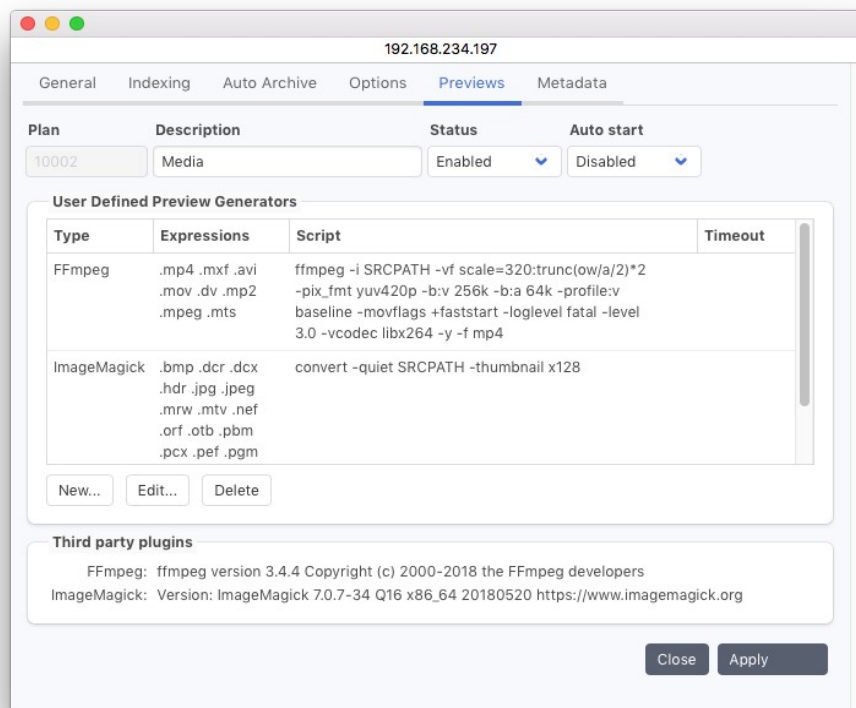 192.168.234.197
General Indexing Auto Archive Options Previews Metadata
Plan Description Status Auto start
10002 Media Enabled Disabled
User Defined Preview Generators
Type Expressions Script Timeout
FFmpeg .mp4 .mxf .avi ffmpeg -i SRCPATH -vf scale=320:trunc(ow/a/2)*2
.mov .dv .mp2 -pix_fmt yuv420p -b:v 256k -b:a 64k -profile:v
.mpeg .mts baseline -movflags +faststart -loglevel fatal -level
3.0 -vcodec libx264 -y -f mp4
ImageMagick .bmp .dcr .dcx convert -quiet SRCPATH -thumbnail x128
.hdr .jpg .jpeg
.mrw .mtv .nef
.orf .otb .pbm
.pcx .pef .pgm
New... Edit... Delete
Third party plugins
FFmpeg: ffmpeg version 3.4.4 Copyright (c) 2000-2018 the FFmpeg developers
ImageMagick: Version: ImageMagick 7.0.7-34 Q16 x86_64 20180520 https://www.imagemagick.org
Close Apply